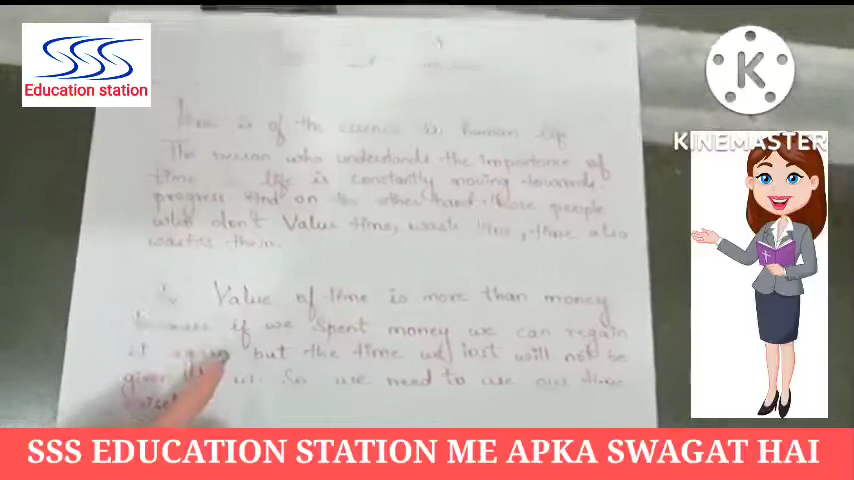 SSS
Education station
K
KINEMASTER
Time is of the essence in human life
The person who understands the importance of
time life is constantly moving towards
progress. And on the other hand, those people
who don't Value time, waste time, time also
wastes them.
Value of time is more than money
because if we Spent money we can regain
it again but the time we lost will not be
given us. So we need to use our time
SSS EDUCATION STATION ME APKA SWAGAT HAI